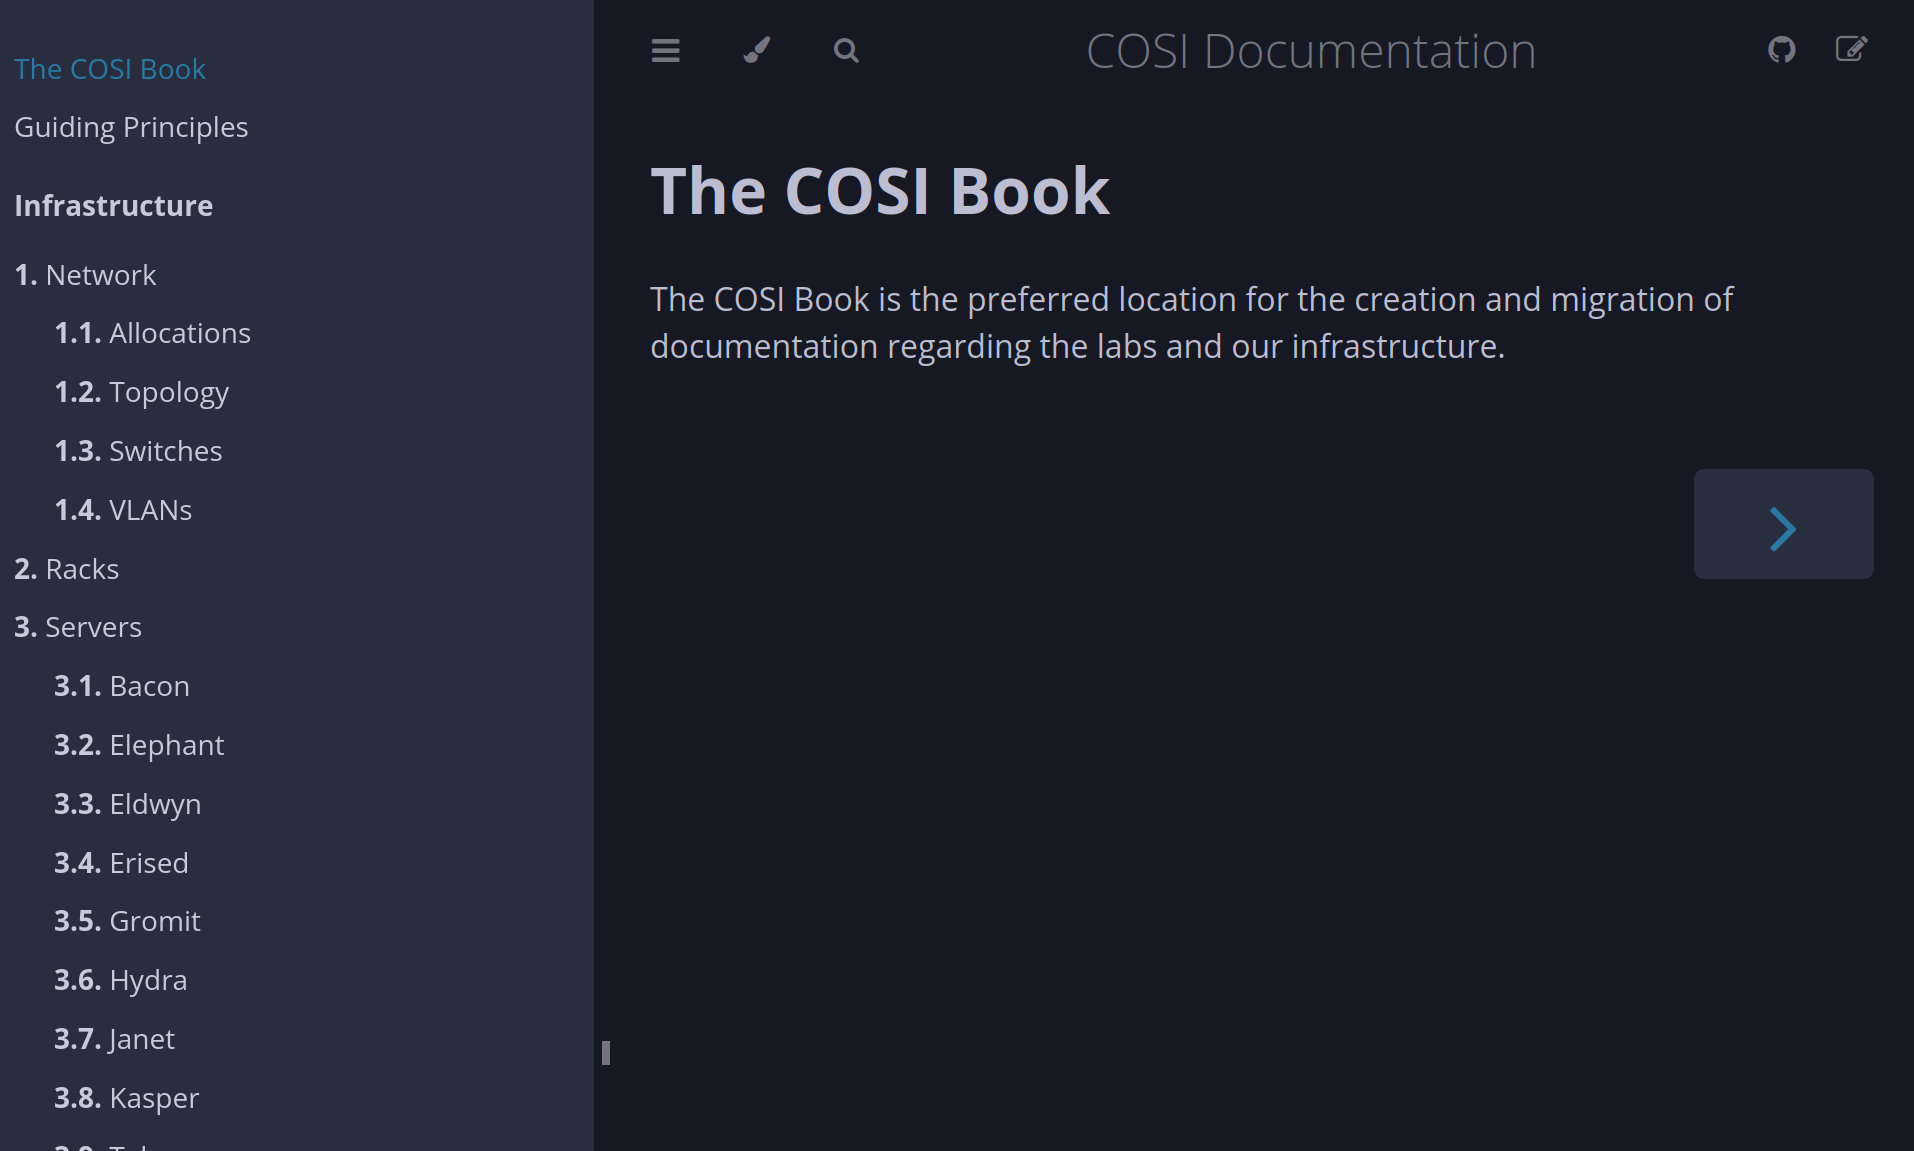 The COSI Book
Guiding Principles
Infrastructure
1. Network
1.1. Allocations
1.2. Topology
1.3. Switches
1.4. VLANs
2. Racks
3. Servers
3.1. Bacon
3.2. Elephant
3.3. Eldwyn
3.4. Erised
3.5. Gromit
3.6. Hydra
3.7. Janet
3.8. Kasper
COSI Documentation
The COSI Book
The COSI Book is the preferred location for the creation and migration of
documentation regarding the labs and our infrastructure.